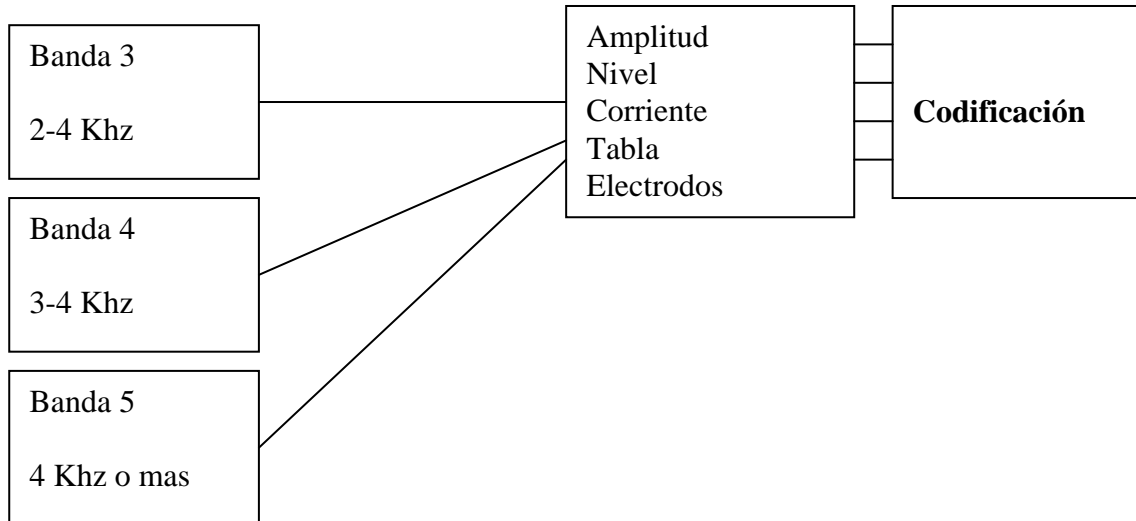 Banda 3
2-4 Khz
Banda 4
3-4 Khz
Banda 5
4 Khz o mas
Amplitud
Nivel
Corriente
Tabla
Electrodos
Codificación